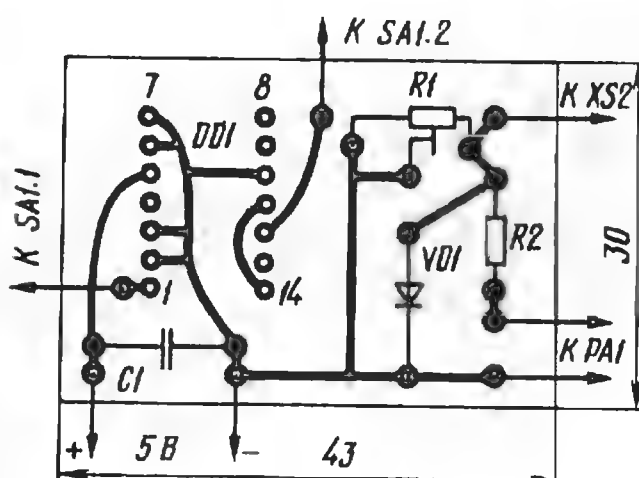 К SA1.2
7
8
DD1
R1
К XS2
К SA1.1
R2
VD1
30
1
14
C1
К PA1
+ 5В -
43